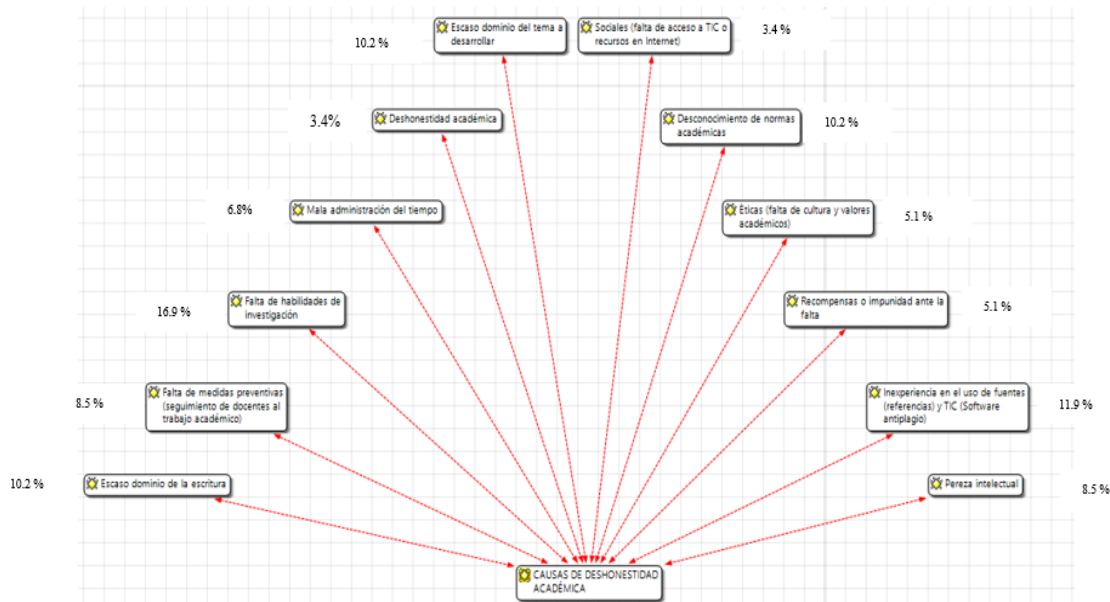 Escaso dominio del tema a
desarrollar
10.2 %
Sociales (falta de acceso a TIC o
recursos en Internet)
3.4 %
Deshonestidad académica
3.4%
Desconocimiento de normas
académicas
10.2 %
Mala administración del tiempo
6.8%
Éticas (falta de cultura y valores
académicos)
5.1 %
Falta de habilidades de
investigación
16.9 %
Recompensas o impunidad ante la
falta
5.1 %
Falta de medidas preventivas
(seguimiento de docentes al
trabajo académico)
8.5 %
Inexperiencia en el uso de fuentes
(referencias) y TIC (Software
antiplagio)
11.9 %
Escaso dominio de la escritura
10.2 %
Pereza intelectual
8.5 %
CAUSAS DE DESHONESTIDAD
ACADÉMICA